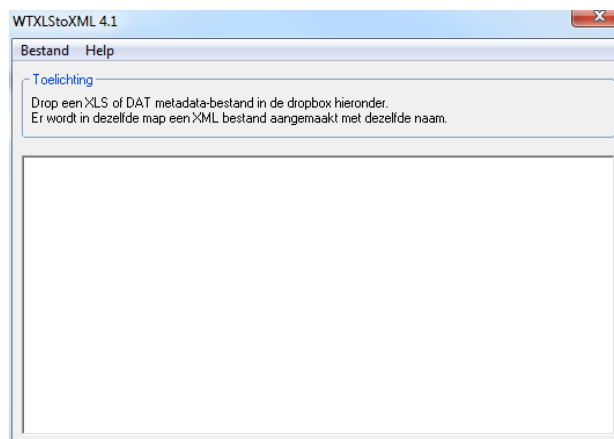 WTXLStoXML 4.1
Bestand Help
Toelichting
Drop een XLS of DAT metadata-bestand in de dropbox hieronder.
Er wordt in dezelfde map een XML bestand aangemaakt met dezelfde naam.